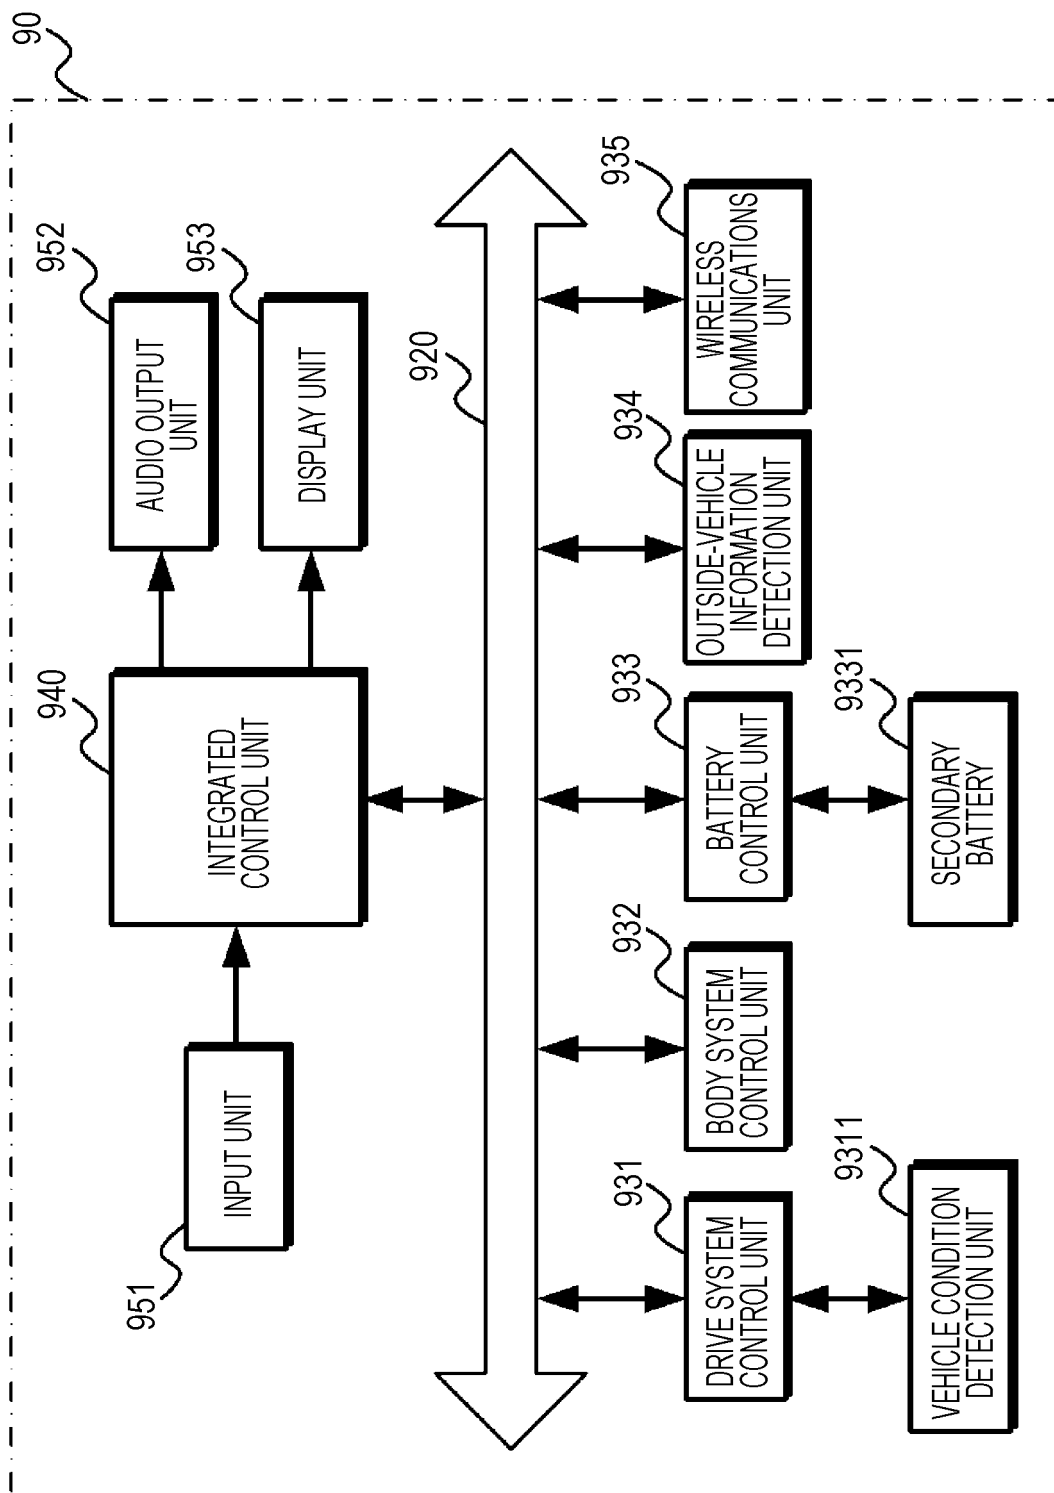 90
951
INPUT UNIT
940
INTEGRATED
CONTROL UNIT
952
AUDIO OUTPUT
UNIT
953
DISPLAY UNIT
920
931
DRIVE SYSTEM
CONTROL UNIT
932
BODY SYSTEM
CONTROL UNIT
933
BATTERY
CONTROL UNIT
934
OUTSIDE-VEHICLE
INFORMATION
DETECTION UNIT
935
WIRELESS
COMMUNICATIONS
UNIT
9311
VEHICLE CONDITION
DETECTION UNIT
9331
SECONDARY
BATTERY